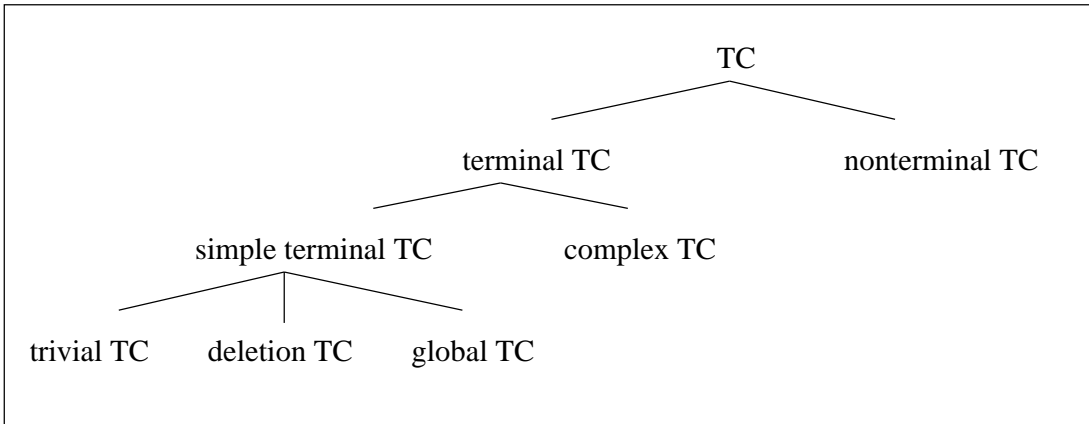 TC
terminal TC nonterminal TC
simple terminal TC complex TC
trivial TC deletion TC global TC